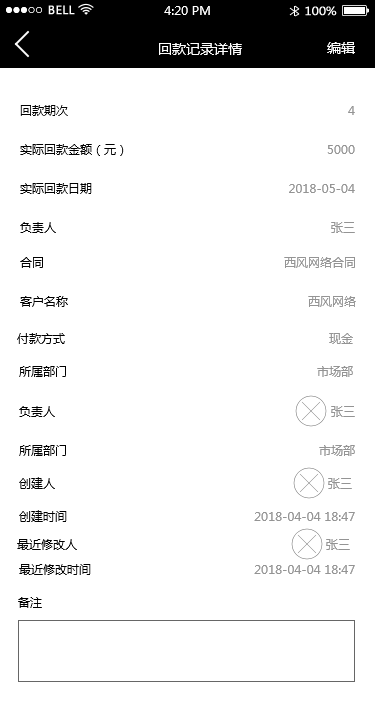 BELL 4:20 PM 100%
回款记录详情 编辑
回款期次 4
实际回款金额（元） 5000
实际回款日期 2018-05-04
负责人 张三
合同 西风网络合同
客户名称 西风网络
付款方式 现金
所属部门 市场部
负责人 张三
所属部门 市场部
创建人 张三
创建时间 2018-04-04 18:47
最近修改人 张三
最近修改时间 2018-04-04 18:47
备注